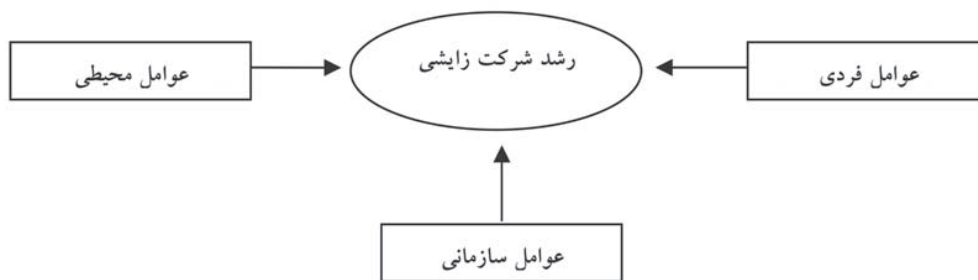 رشد شرکت زایشی
عوامل فردی
عوامل محیطی
عوامل سازمانی